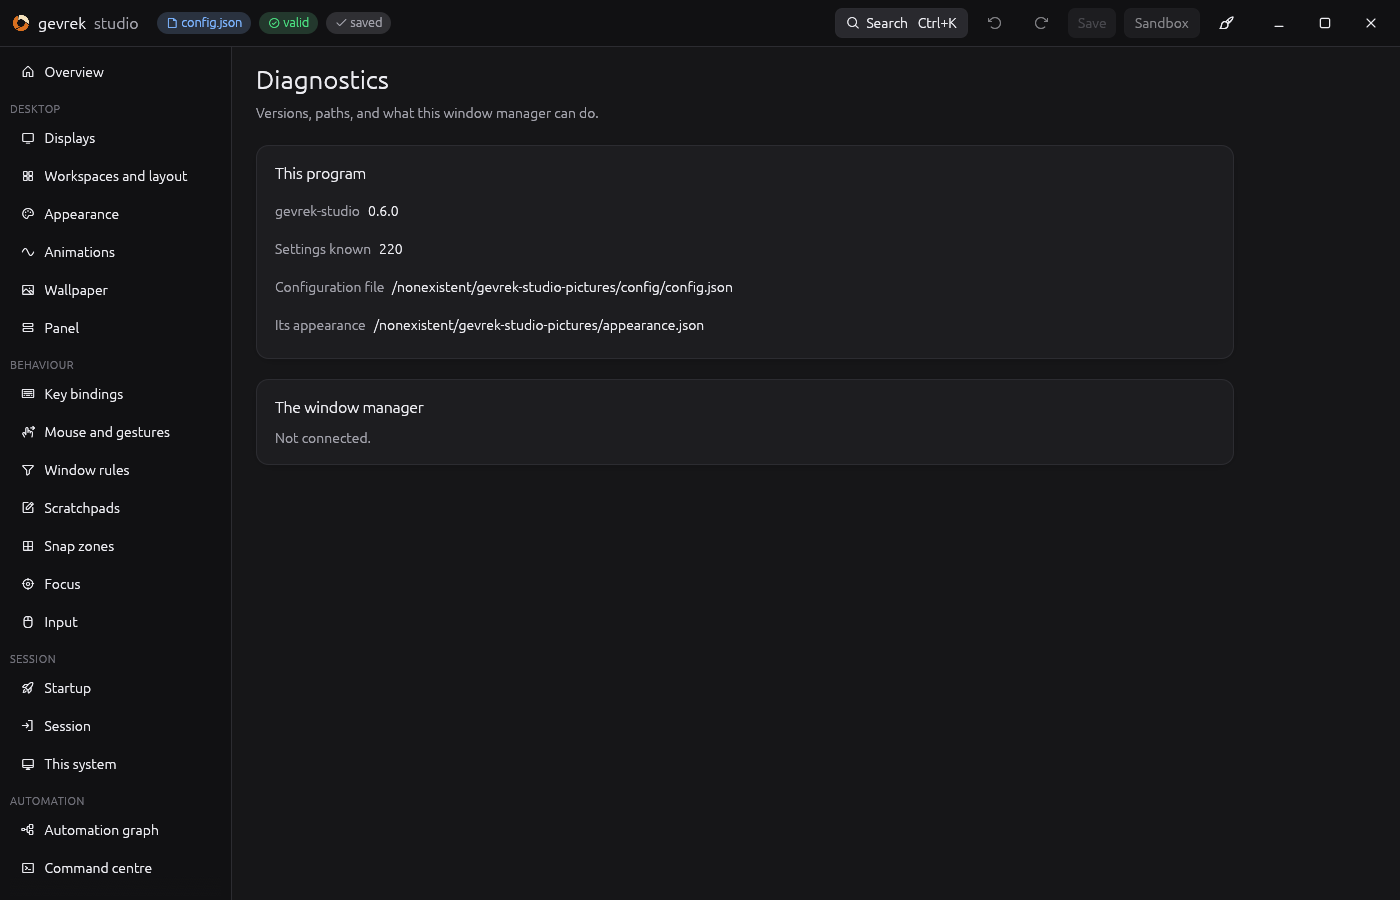 gevrek studio config.json valid saved Search Ctrl+K Save Sandbox
Overview
DESKTOP
Displays
Workspaces and layout
Appearance
Animations
Wallpaper
Panel
BEHAVIOUR
Key bindings
Mouse and gestures
Window rules
Scratchpads
Snap zones
Focus
Input
SESSION
Startup
Session
This system
AUTOMATION
Automation graph
Command centre
Diagnostics
Versions, paths, and what this window manager can do.
This program
gevrek-studio 0.6.0
Settings known 220
Configuration file /nonexistent/gevrek-studio-pictures/config/config.json
Its appearance /nonexistent/gevrek-studio-pictures/appearance.json
The window manager
Not connected.